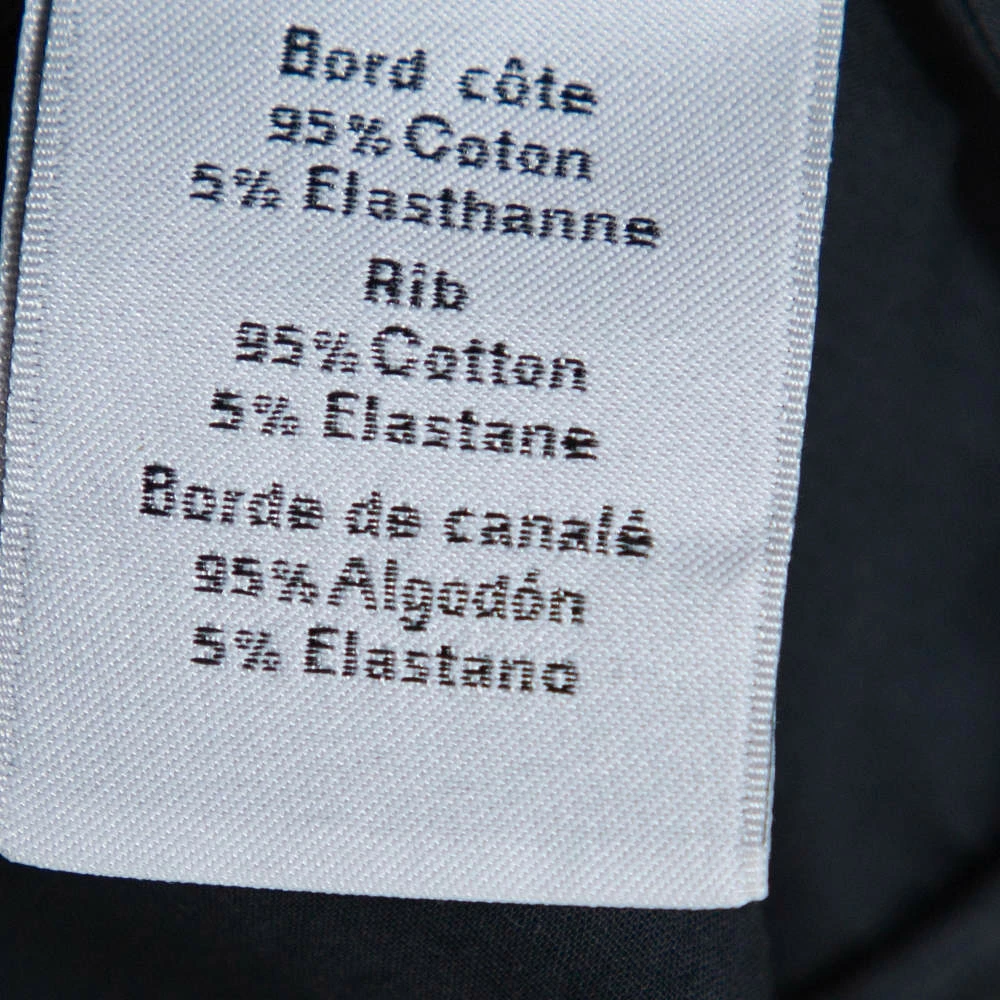 Bord côte
95% Coton
5% Elasthanne
Rib
95% Cotton
5% Elastane
Borde de canalé
95% Algodón
5% Elastano